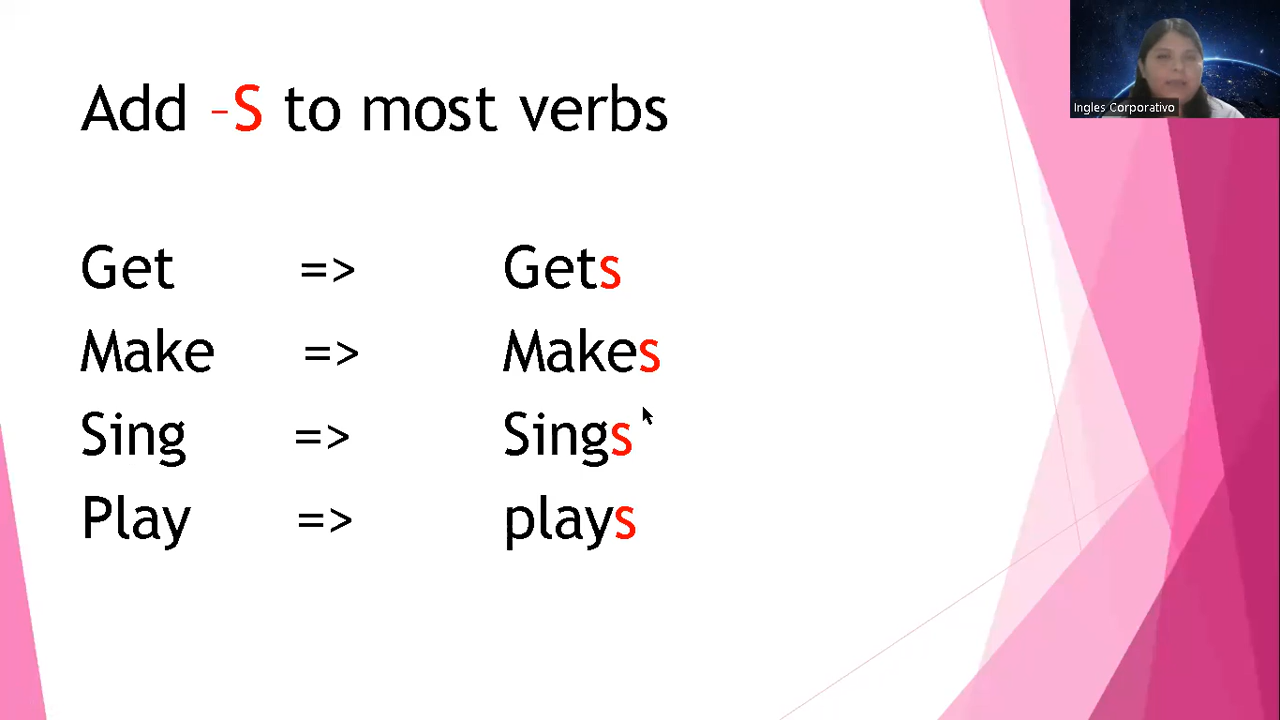 Add –S to most verbs
Ingles Corporativo
Get => Gets
Make => Makes
Sing => Sings
Play => plays